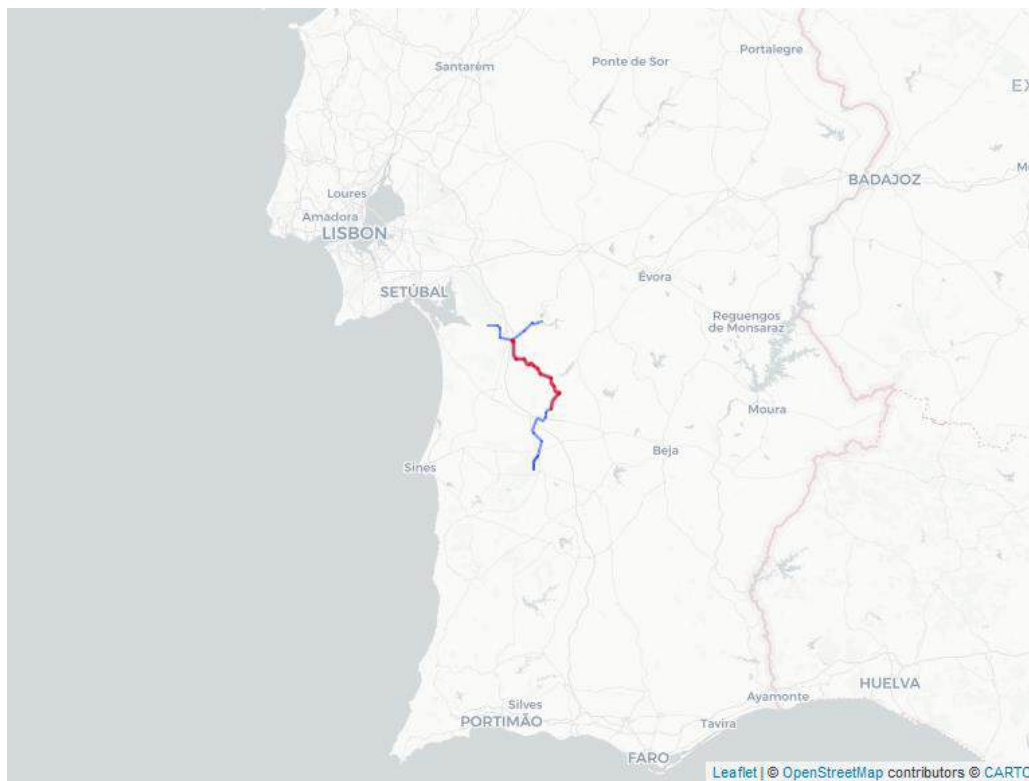 Portalegre
Ponte de Sor
Santarém
EX
BADAJOZ
Loures
Amadora
LISBON
Évora
SETÚBAL
Reguengos
de Monsaraz
Moura
Beja
Sines
HUELVA
Ayamonte
Silves
PORTIMÃO
Tavira
FARO
Leaflet | © OpenStreetMap contributors © CARTO